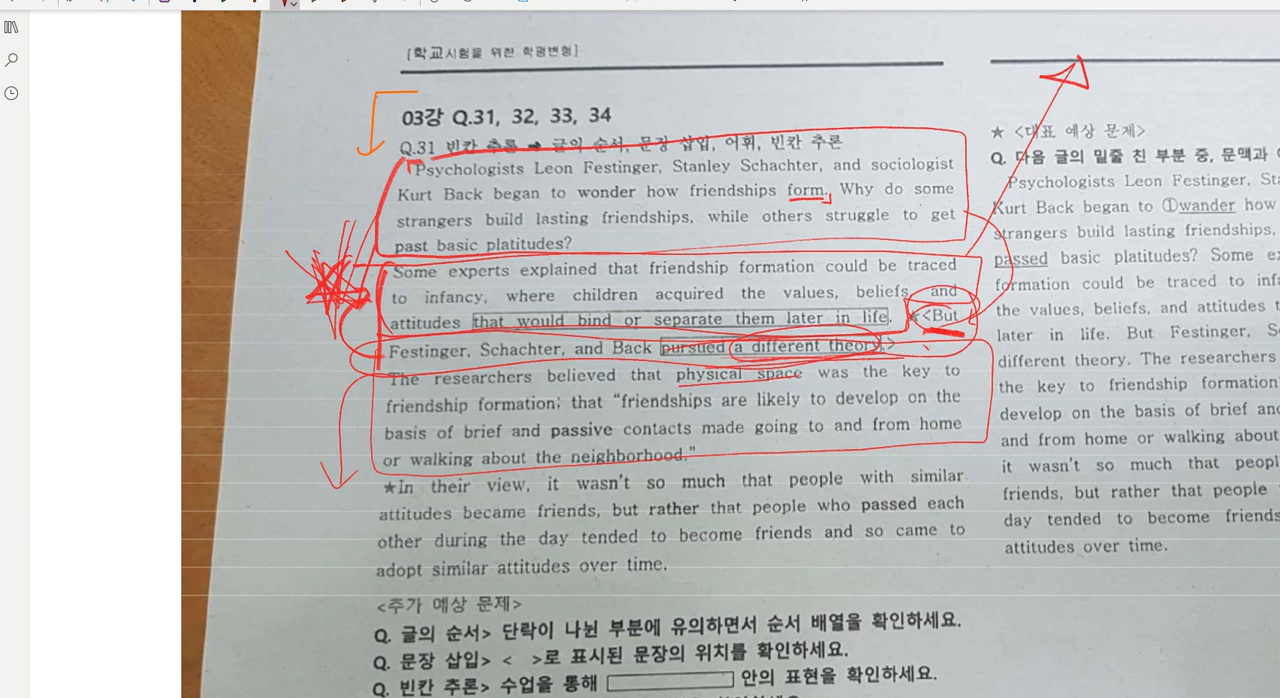 [학교시험을 위한 학평변형]
03강 Q.31, 32, 33, 34
Q.31 빈칸 추론 ➡ 글의 순서, 문장 삽입, 어휘, 빈칸 추론
Psychologists Leon Festinger, Stanley Schachter, and sociologist
Kurt Back began to wonder how friendships form. Why do some
strangers build lasting friendships, while others struggle to get
past basic platitudes?
Some experts explained that friendship formation could be traced
to infancy, where children acquired the values, beliefs, and
attitudes that would bind or separate them later in life. ★<But
Festinger, Schachter, and Back pursued a different theory.>
The researchers believed that physical space was the key to
friendship formation; that “friendships are likely to develop on the
basis of brief and passive contacts made going to and from home
or walking about the neighborhood.”
★In their view, it wasn't so much that people with similar
attitudes became friends, but rather that people who passed each
other during the day tended to become friends and so came to
adopt similar attitudes over time.
<추가 예상 문제>
Q. 글의 순서> 단락이 나뉜 부분에 유의하면서 순서 배열을 확인하세요.
Q. 문장 삽입> < >로 표시된 문장의 위치를 확인하세요.
Q. 빈칸 추론> 수업을 통해 안의 표현을 확인하세요.
★ <대표 예상 문제>
Q. 다음 글의 밑줄 친 부분 중, 문맥과
Psychologists Leon Festinger,
Kurt Back began to ①wander how
strangers build lasting friendships,
passed basic platitudes? Some
formation could be traced to
the values, beliefs, and attitudes
later in life. But Festinger,
different theory. The researchers
the key to friendship formation
develop on the basis of brief
and from home or walking about
it wasn't so much that
friends, but rather that people
day tended to become friends
attitudes over time.